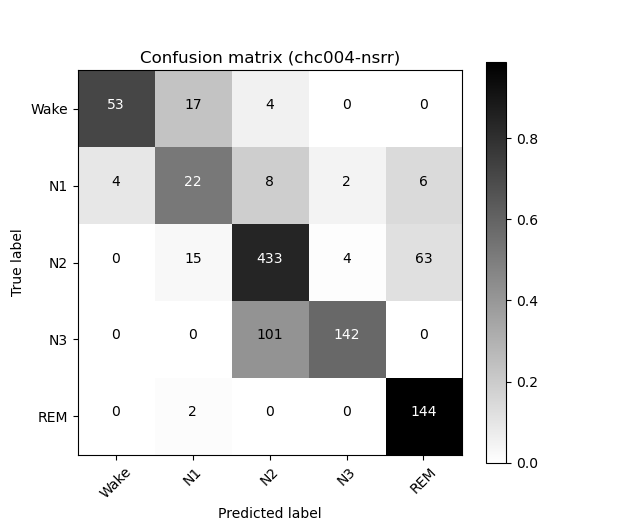 Confusion matrix (chc004-nsrr)
True label
Wake 53 17 4 0 0
N1 4 22 8 2 6
N2 0 15 433 4 63
N3 0 0 101 142 0
REM 0 2 0 0 144
Wake N1 N2 N3 REM
Predicted label
0.8
0.6
0.4
0.2
0.0